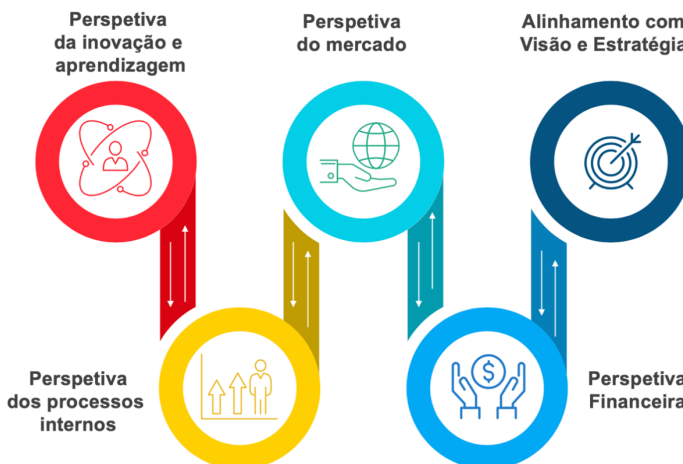 Perspetiva
da inovação e
aprendizagem
Perspetiva
do mercado
Alinhamento com
Visão e Estratégia
$
Perspetiva
dos processos
internos
Perspetiva
Financeira